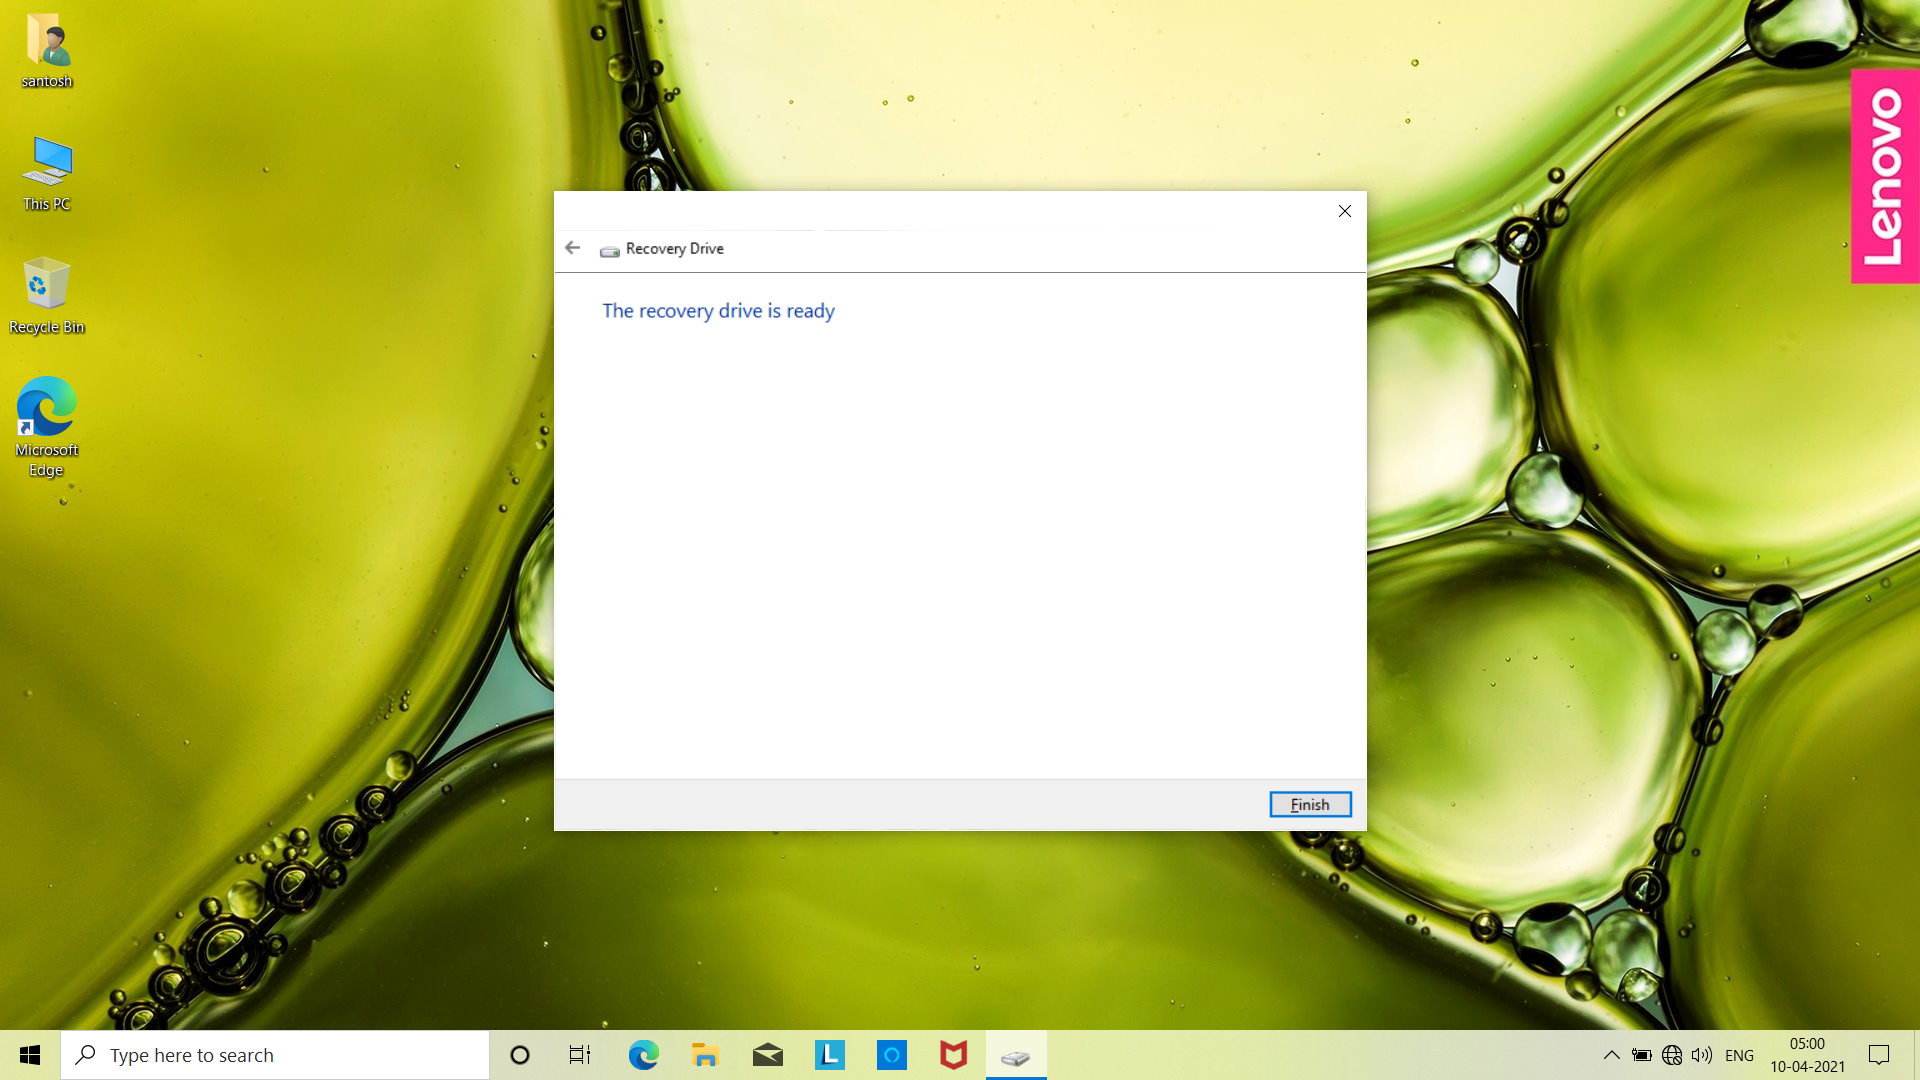 santosh
This PC
Recycle Bin
Microsoft
Edge
Lenovo
Recovery Drive
The recovery drive is ready
Finish
Type here to search
L
ENG
05:00
10-04-2021